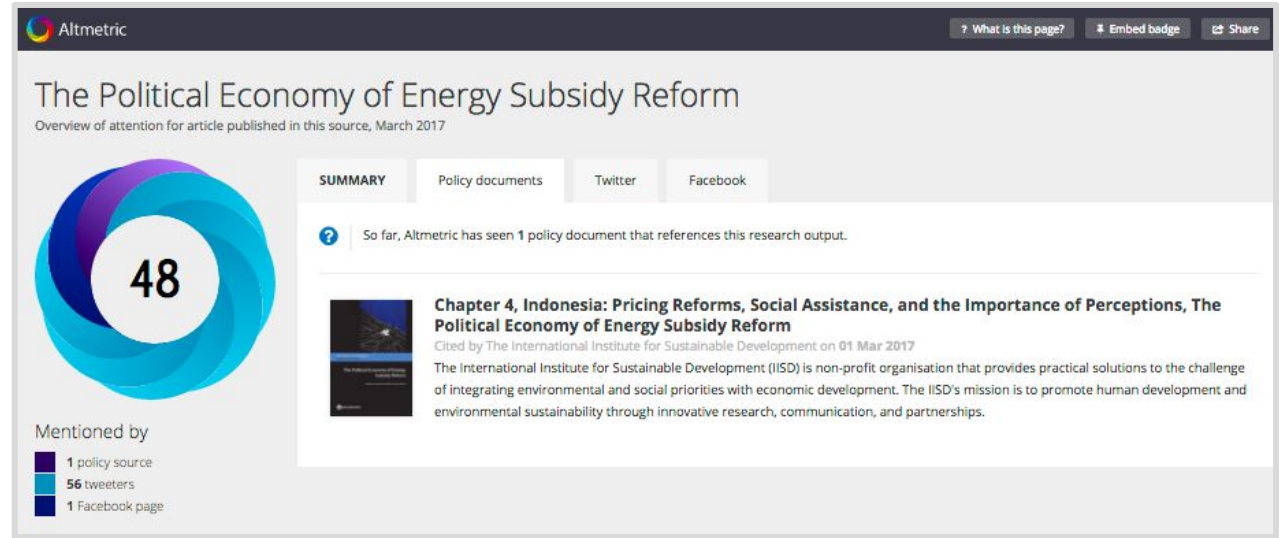 Altmetric
? What is this page?
Embed badge
Share
The Political Economy of Energy Subsidy Reform
Overview of attention for article published in this source, March 2017
SUMMARY
Policy documents
Twitter
Facebook
? So far, Altmetric has seen 1 policy document that references this research output.
48
Chapter 4, Indonesia: Pricing Reforms, Social Assistance, and the Importance of Perceptions, The
Political Economy of Energy Subsidy Reform
Cited by The International Institute for Sustainable Development on 01 Mar 2017
The International Institute for Sustainable Development (IISD) is non-profit organisation that provides practical solutions to the challenge
of integrating environmental and social priorities with economic development. The IISD's mission is to promote human development and
environmental sustainability through innovative research, communication, and partnerships.
Mentioned by
1 policy source
56 tweeters
1 Facebook page